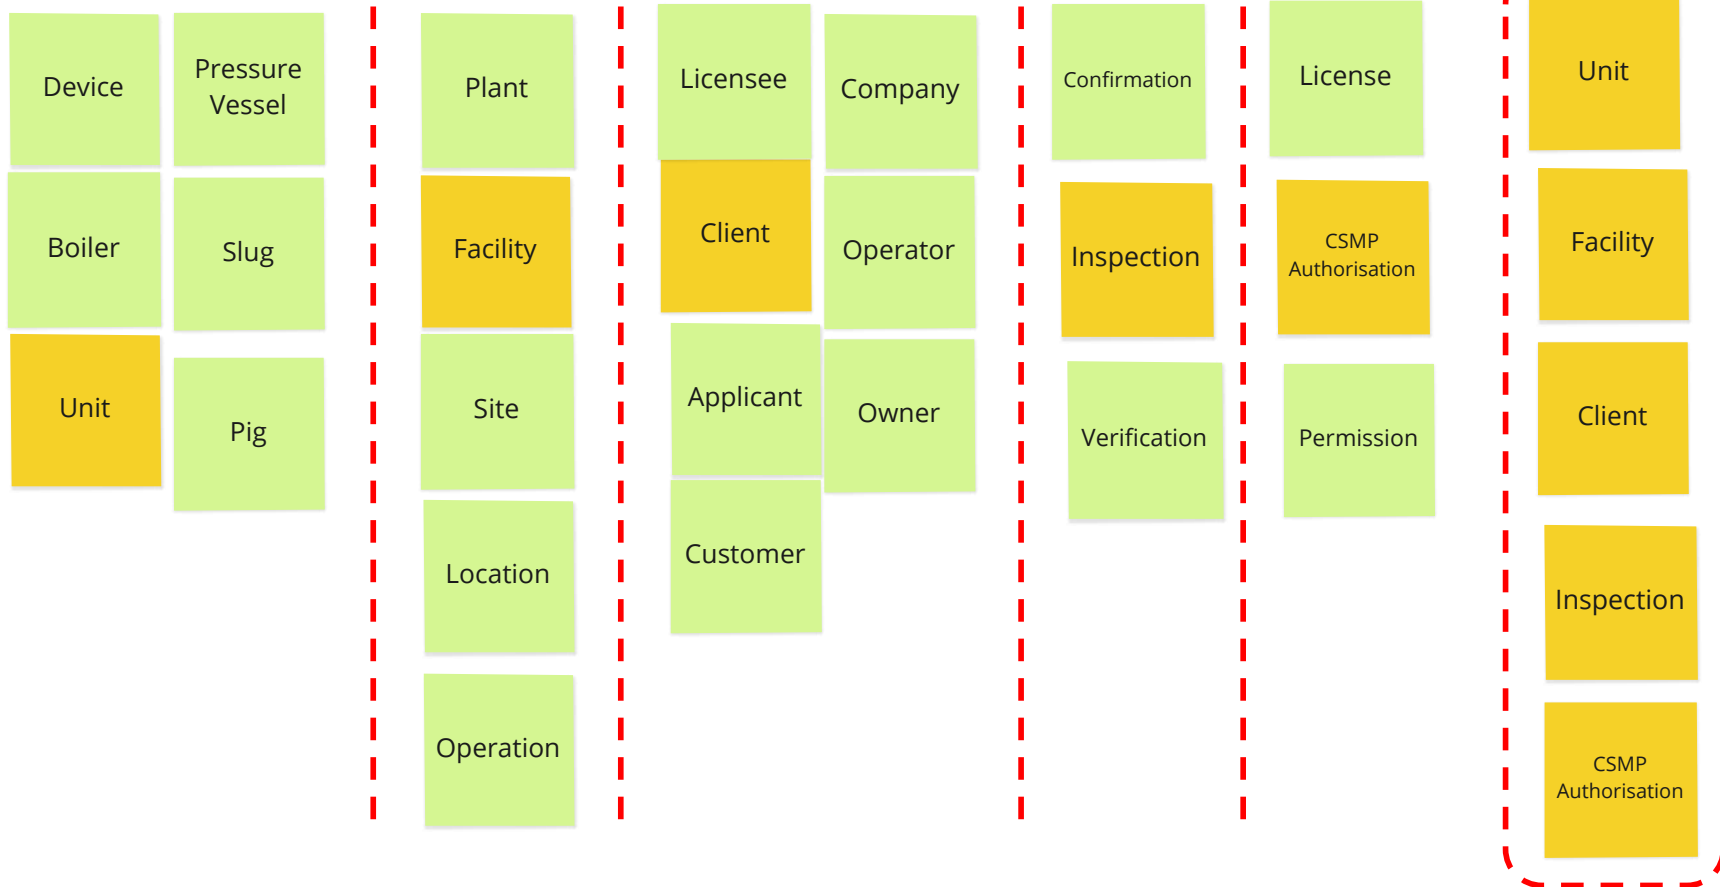 Device
Pressure
Vessel
Boiler
Slug
Unit
Pig
Plant
Facility
Site
Location
Operation
Licensee
Company
Client
Operator
Applicant
Owner
Customer
Confirmation
Inspection
Verification
License
CSMP
Authorisation
Permission
Unit
Facility
Client
Inspection
CSMP
Authorisation